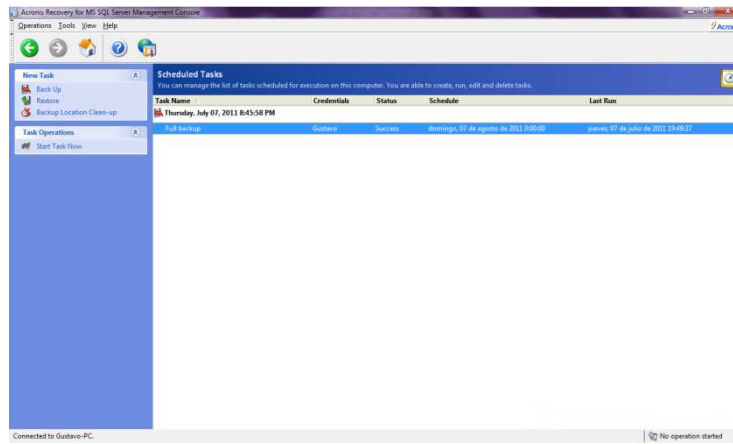 Acronis Recovery for MS SQL Server Management Console
Operations Tools View Help
Acro
New Task
Back Up
Restore
Backup Location Clean-up
Task Operations
Start Task Now
Scheduled Tasks
You can manage the list of tasks scheduled for execution on this computer. You are able to create, run, edit and delete tasks.
Task Name Credentials Status Schedule Last Run
Thursday, July 07, 2011 8:45:58 PM
Full backup Gustavo Success domingo, 07 de agosto de 2011 0:00:00 jueves, 07 de julio de 2011 19:49:27
Connected to Gustavo-PC. No operation started